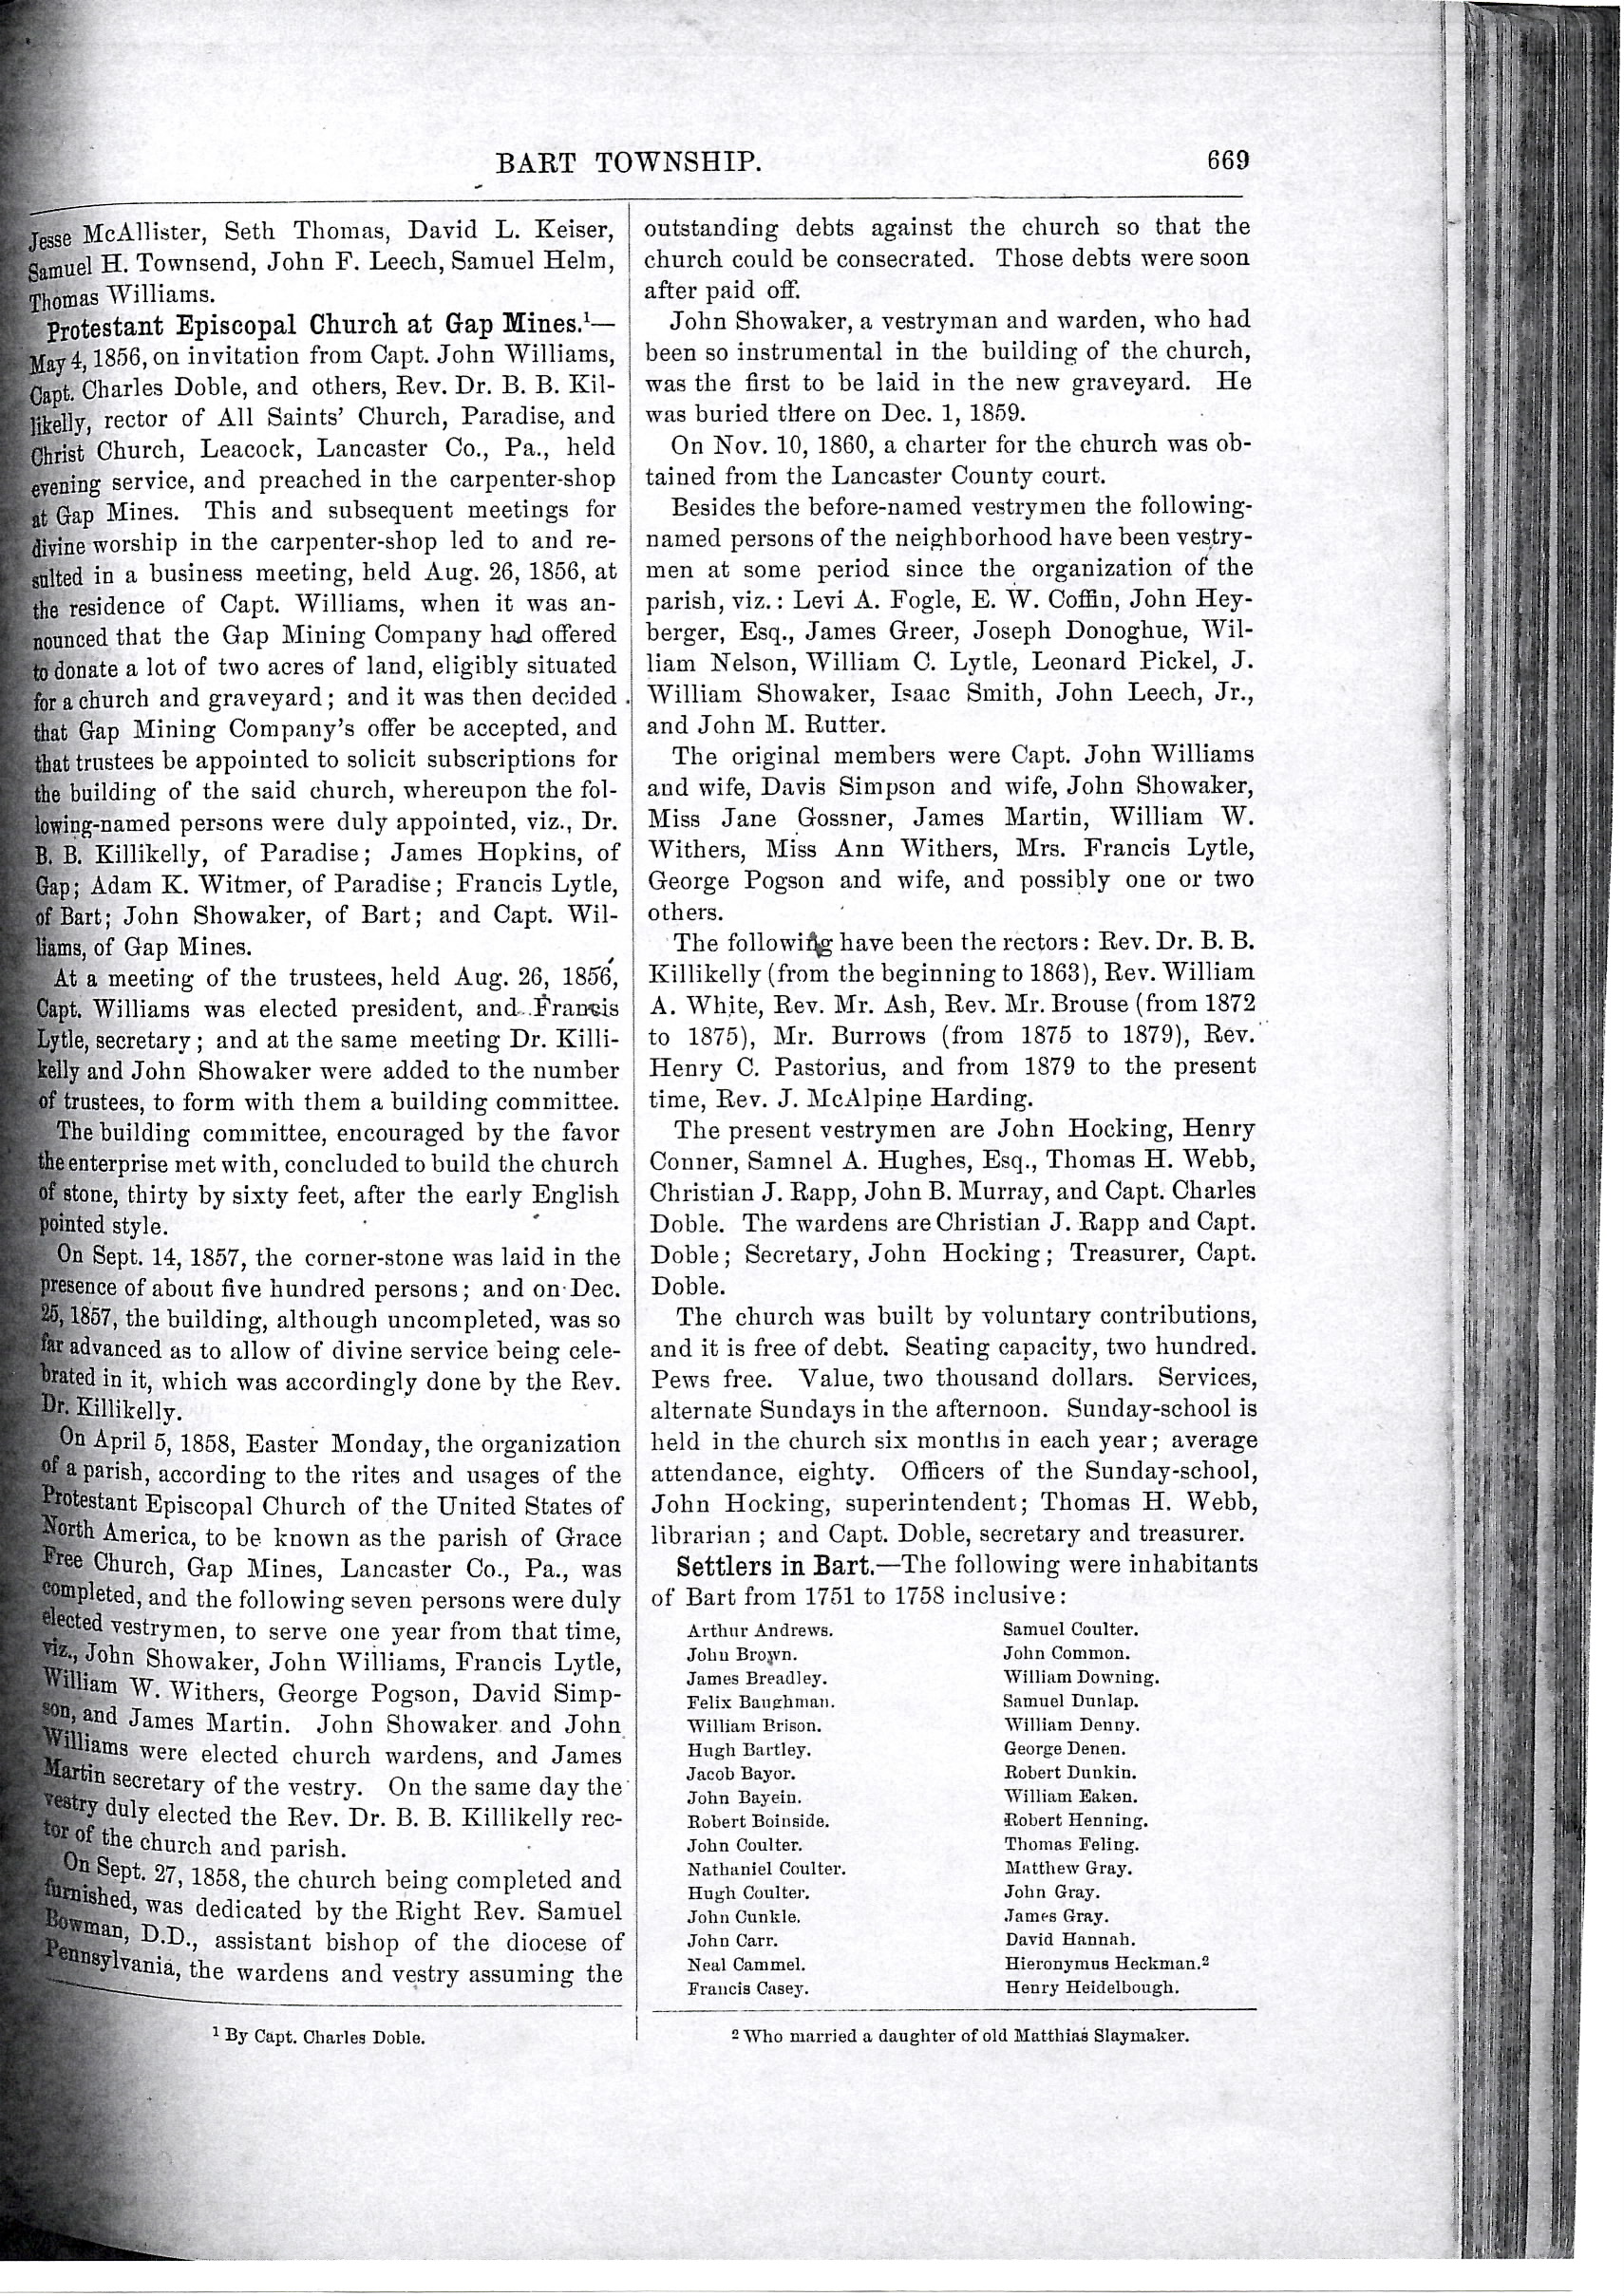 BART TOWNSHIP.
669
Jesse McAllister, Seth Thomas, David L. Keiser,
Samuel H. Townsend, John F. Leech, Samuel Helm,
Thomas Williams.
Protestant Episcopal Church at Gap Mines.¹—
May 4, 1856, on invitation from Capt. John Williams,
Capt. Charles Doble, and others, Rev. Dr. B. B. Kil-
likelly, rector of All Saints' Church, Paradise, and
Christ Church, Leacock, Lancaster Co., Pa., held
evening service, and preached in the carpenter-shop
at Gap Mines. This and subsequent meetings for
divine worship in the carpenter-shop led to and re-
sulted in a business meeting, held Aug. 26, 1856, at
the residence of Capt. Williams, when it was an-
nounced that the Gap Mining Company had offered
to donate a lot of two acres of land, eligibly situated
for a church and graveyard; and it was then decided
that Gap Mining Company's offer be accepted, and
that trustees be appointed to solicit subscriptions for
the building of the said church, whereupon the fol-
lowing-named persons were duly appointed, viz., Dr.
B. B. Killikelly, of Paradise; James Hopkins, of
Gap; Adam K. Witmer, of Paradise; Francis Lytle,
of Bart; John Showaker, of Bart; and Capt. Wil-
liams, of Gap Mines.
At a meeting of the trustees, held Aug. 26, 1856,
Capt. Williams was elected president, and Francis
Lytle, secretary; and at the same meeting Dr. Killi-
kelly and John Showaker were added to the number
of trustees, to form with them a building committee.
The building committee, encouraged by the favor
the enterprise met with, concluded to build the church
of stone, thirty by sixty feet, after the early English
pointed style.
On Sept. 14, 1857, the corner-stone was laid in the
presence of about five hundred persons; and on Dec.
25, 1857, the building, although uncompleted, was so
far advanced as to allow of divine service being cele-
brated in it, which was accordingly done by the Rev.
Dr. Killikelly.
On April 5, 1858, Easter Monday, the organization
of a parish, according to the rites and usages of the
Protestant Episcopal Church of the United States of
North America, to be known as the parish of Grace
Free Church, Gap Mines, Lancaster Co., Pa., was
completed, and the following seven persons were duly
elected vestrymen, to serve one year from that time,
viz., John Showaker, John Williams, Francis Lytle,
William W. Withers, George Pogson, David Simp-
son, and James Martin. John Showaker and John
Williams were elected church wardens, and James
Martin secretary of the vestry. On the same day the
vestry duly elected the Rev. Dr. B. B. Killikelly rec-
tor of the church and parish.
On Sept. 27, 1858, the church being completed and
furnished, was dedicated by the Right Rev. Samuel
Bowman, D.D., assistant bishop of the diocese of
Pennsylvania, the wardens and vestry assuming the
¹ By Capt. Charles Doble.
outstanding debts against the church so that the
church could be consecrated. Those debts were soon
after paid off.
John Showaker, a vestryman and warden, who had
been so instrumental in the building of the church,
was the first to be laid in the new graveyard. He
was buried there on Dec. 1, 1859.
On Nov. 10, 1860, a charter for the church was ob-
tained from the Lancaster County court.
Besides the before-named vestrymen the following-
named persons of the neighborhood have been vestry-
men at some period since the organization of the
parish, viz.: Levi A. Fogle, E. W. Coffin, John Hey-
berger, Esq., James Greer, Joseph Donoghue, Wil-
liam Nelson, William C. Lytle, Leonard Pickel, J.
William Showaker, Isaac Smith, John Leech, Jr.,
and John M. Rutter.
The original members were Capt. John Williams
and wife, Davis Simpson and wife, John Showaker,
Miss Jane Gossner, James Martin, William W.
Withers, Miss Ann Withers, Mrs. Francis Lytle,
George Pogson and wife, and possibly one or two
others.
The following have been the rectors: Rev. Dr. B. B.
Killikelly (from the beginning to 1863), Rev. William
A. White, Rev. Mr. Ash, Rev. Mr. Brouse (from 1872
to 1875), Mr. Burrows (from 1875 to 1879), Rev.
Henry C. Pastorius, and from 1879 to the present
time, Rev. J. McAlpine Harding.
The present vestrymen are John Hocking, Henry
Conner, Samnel A. Hughes, Esq., Thomas H. Webb,
Christian J. Rapp, John B. Murray, and Capt. Charles
Doble. The wardens are Christian J. Rapp and Capt.
Doble; Secretary, John Hocking; Treasurer, Capt.
Doble.
The church was built by voluntary contributions,
and it is free of debt. Seating capacity, two hundred.
Pews free. Value, two thousand dollars. Services,
alternate Sundays in the afternoon. Sunday-school is
held in the church six months in each year; average
attendance, eighty. Officers of the Sunday-school,
John Hocking, superintendent; Thomas H. Webb,
librarian; and Capt. Doble, secretary and treasurer.
Settlers in Bart.—The following were inhabitants
of Bart from 1751 to 1758 inclusive:
Arthur Andrews.
John Brown.
James Breadley.
Felix Baughman.
William Brison.
Hugh Bartley.
Jacob Bayor.
John Bayein.
Robert Boinside.
John Coulter.
Nathaniel Coulter.
Hugh Coulter.
John Cunkle.
John Carr.
Neal Cammel.
Francis Casey.
Samuel Coulter.
John Common.
William Downing.
Samuel Dunlap.
William Denny.
George Denen.
Robert Dunkin.
William Eaken.
Robert Henning.
Thomas Feling.
Matthew Gray.
John Gray.
James Gray.
David Hannah.
Hieronymus Heckman.²
Henry Heidelbough.
² Who married a daughter of old Matthias Slaymaker.